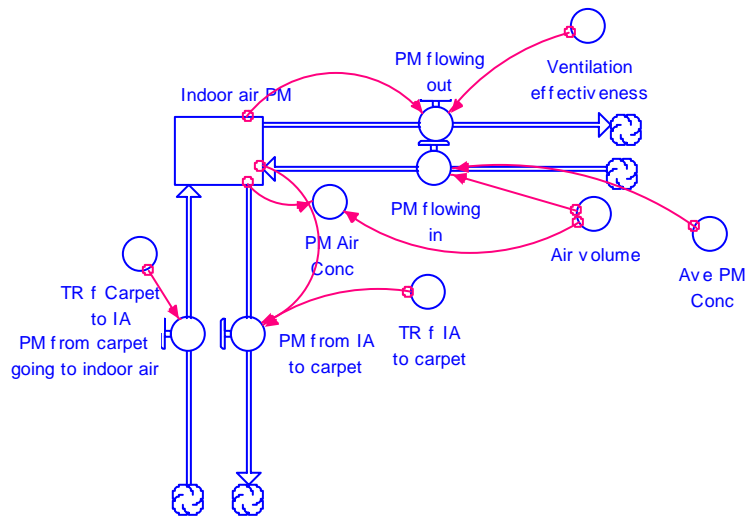 PM flowing
out
Ventilation
effectiveness
Indoor air PM
PM flowing
in
PM Air
Conc
Air volume
Ave PM
Conc
TR f Carpet
to IA
PM from carpet
going to indoor air
PM from IA
to carpet
TR f IA
to carpet